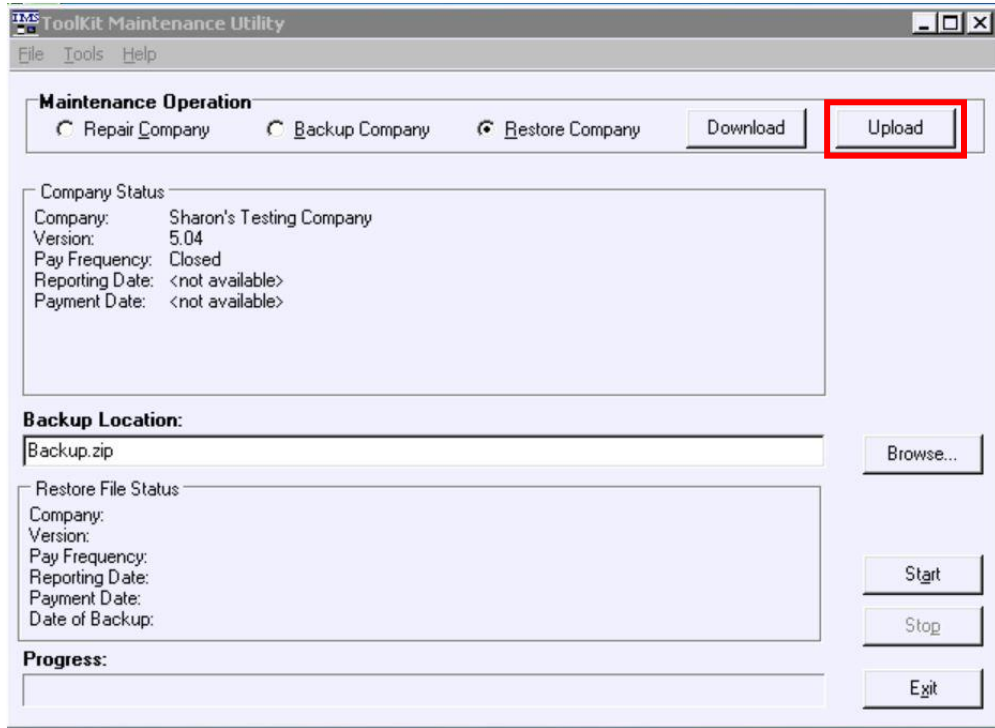 IMS ToolKit Maintenance Utility
File Tools Help
Maintenance Operation
Repair Company Backup Company Restore Company Download Upload
Company Status
Company: Sharon's Testing Company
Version: 5.04
Pay Frequency: Closed
Reporting Date: <not available>
Payment Date: <not available>
Backup Location:
Backup.zip Browse...
Restore File Status
Company:
Version:
Pay Frequency:
Reporting Date: Start
Payment Date:
Date of Backup: Stop
Progress:
Exit